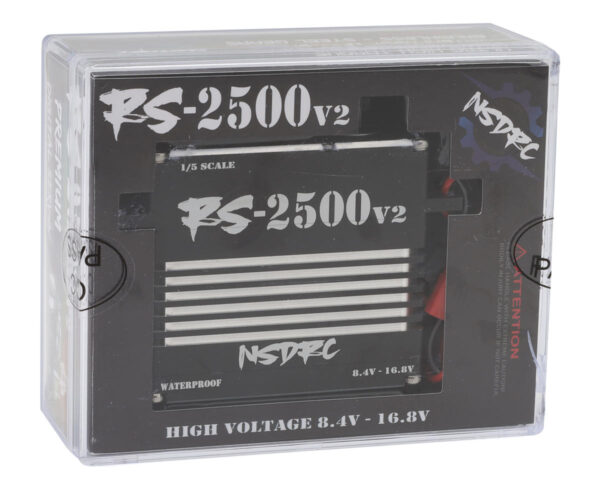 RS-2500V2
NSDRC
1/5 SCALE
RS-2500V2
NSDRC
WATERPROOF
8.4V - 16.8V
HIGH VOLTAGE 8.4V - 16.8V
ATTENTION
PREMIUM